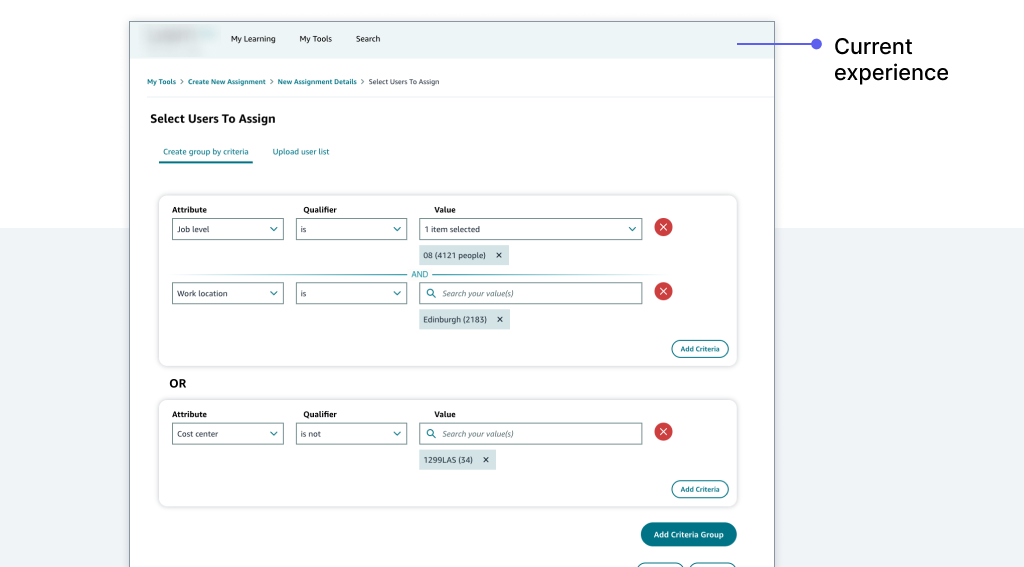 My Learning My Tools Search
Current
experience
My Tools > Create New Assignment > New Assignment Details > Select Users To Assign
Select Users To Assign
Create group by criteria Upload user list
Attribute Qualifier Value
Job level is 1 item selected
08 (4121 people) ×
AND
Work location is Search your value(s)
Edinburgh (2183) ×
Add Criteria
OR
Attribute Qualifier Value
Cost center is not Search your value(s)
1299LAS (34) ×
Add Criteria
Add Criteria Group